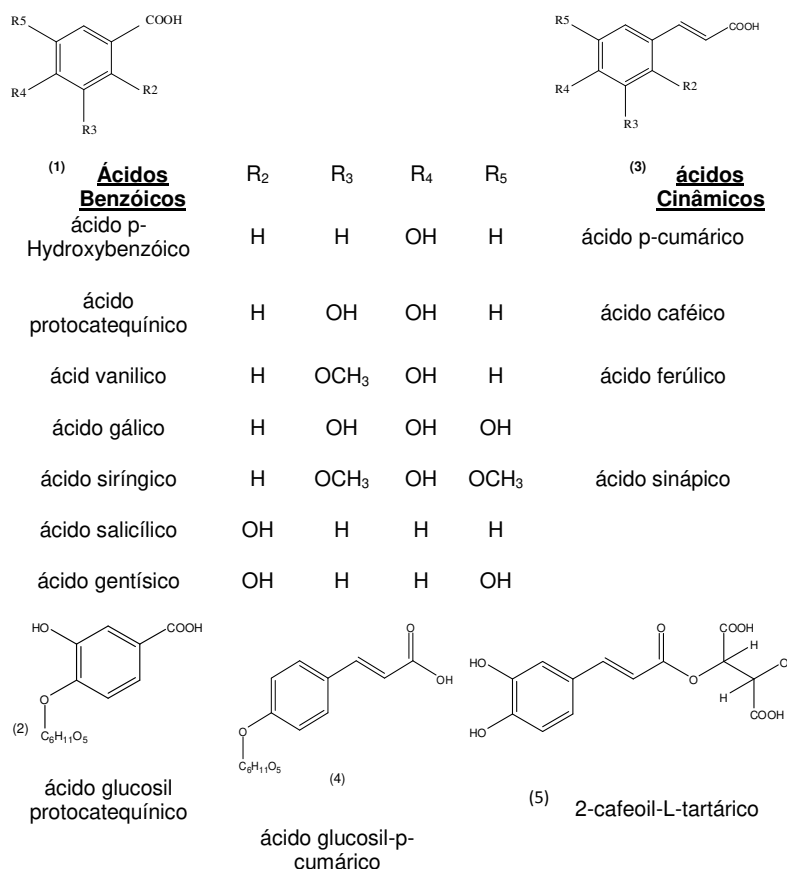 R5
COOH
R4
R2
R3
R5
COOH
R4
R2
R3
(1) Ácidos R2 R3 R4 R5 (3) ácidos
Benzóicos Cinâmicos
ácido p-
Hydroxybenzóico H H OH H ácido p-cumárico
ácido
protocatequínico H OH OH H ácido caféico
ácid vanilico H OCH3 OH H ácido ferúlico
ácido gálico H OH OH OH
ácido siríngico H OCH3 OH OCH3 ácido sinápico
ácido salicílico OH H H H
ácido gentísico OH H H OH
HO
COOH
O
(2) C6H11O5
ácido glucosil
protocatequínico
O
OH
O
C6H11O5
(4)
ácido glucosil-p-
cumárico
HO
HO
O
O
COOH
H
O
H
COOH
(5) 2-cafeoil-L-tartárico